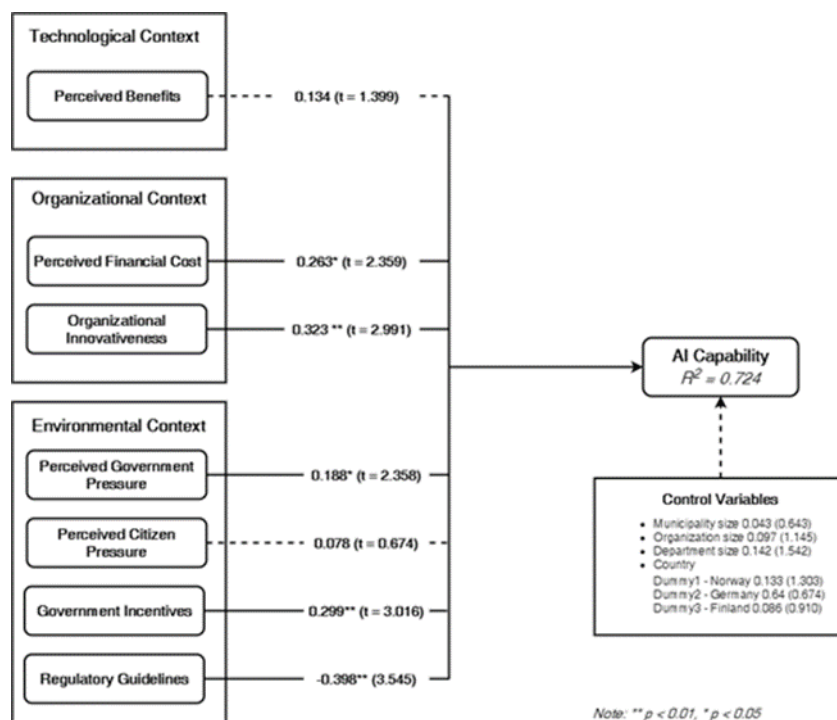 Technological Context
Perceived Benefits
0.134 (t = 1.399)
Organizational Context
Perceived Financial Cost
0.263* (t = 2.359)
Organizational
Innovativeness
0.323 ** (t = 2.991)
AI Capability
R² = 0.724
Environmental Context
Perceived Government
Pressure
0.188* (t = 2.358)
Perceived Citizen
Pressure
0.078 (t = 0.674)
Government Incentives
0.299** (t = 3.016)
Regulatory Guidelines
-0.398** (3.545)
Control Variables
• Municipality size 0.043 (0.643)
• Organization size 0.097 (1.145)
• Department size 0.142 (1.542)
• Country
Dummy1 - Norway 0.133 (1.303)
Dummy2 - Germany 0.64 (0.674)
Dummy3 - Finland 0.086 (0.910)
Note: ** p < 0.01, * p < 0.05